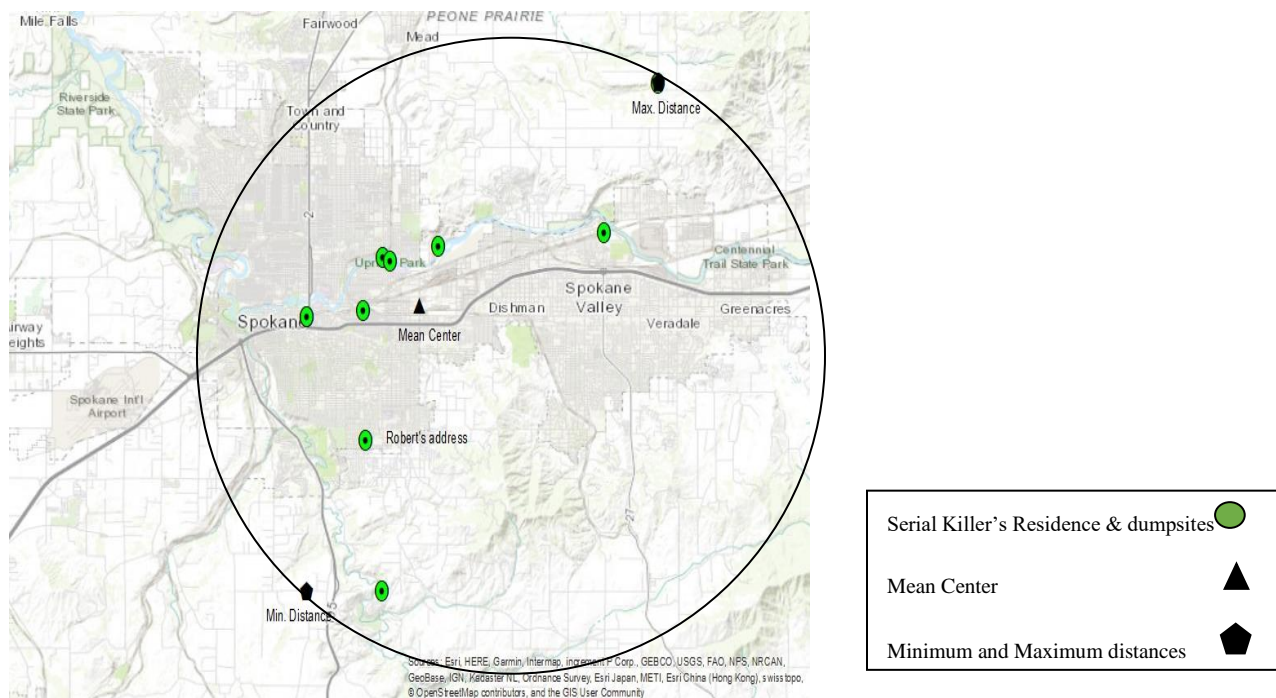 PEONE PRAIRIE
Mile Falls
Fairwood
Mead
Riverside
State Park
Town and
Country
Max. Distance
2
Park
Centennial
Trail State Park
Spokane
Valley
Dishman
Greenacres
Veradale
Mean Center
irway
eights
Spokane Int'l
Airport
Robert's address
27
Min. Distance
Sources: Esri, HERE, Garmin, Intermap, increment P Corp., GEBCO, USGS, FAO, NPS, NRCAN,
GeoBase, IGN, Kadaster NL, Ordnance Survey, Esri Japan, METI, Esri China (Hong Kong), swisstopo,
© OpenStreetMap contributors, and the GIS User Community
Serial Killer's Residence & dumpsites
Mean Center
Minimum and Maximum distances